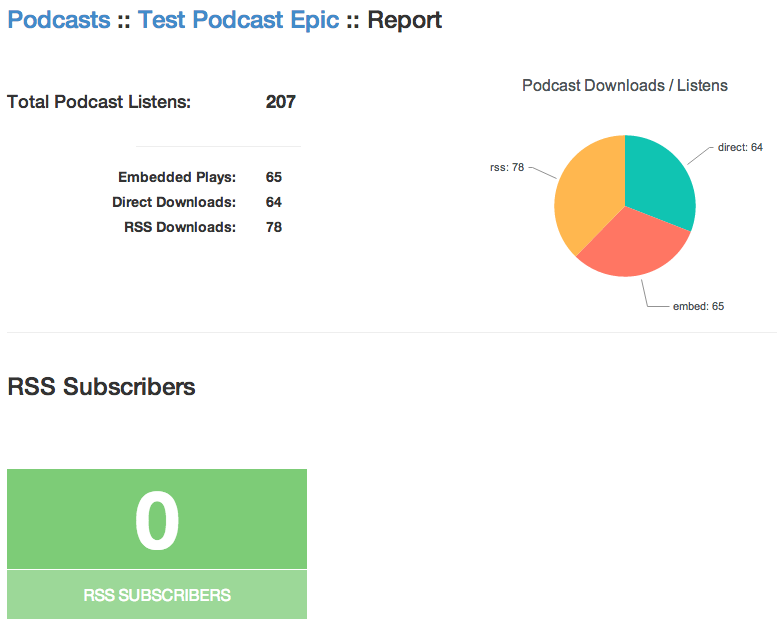 Podcasts :: Test Podcast Epic :: Report
Total Podcast Listens: 207
Embedded Plays: 65
Direct Downloads: 64
RSS Downloads: 78
Podcast Downloads / Listens
direct: 64
rss: 78
embed: 65
RSS Subscribers
0
RSS SUBSCRIBERS